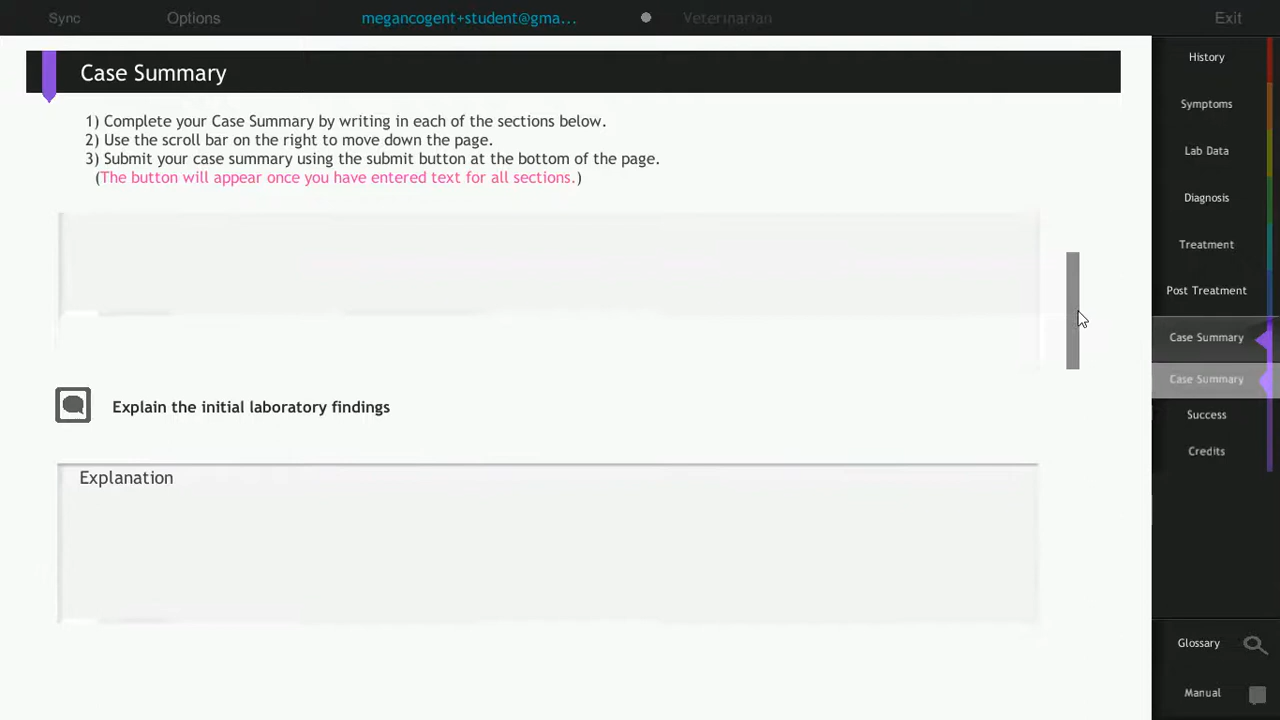 Sync
Options
megancogent+student@gma...
Veterinarian
Exit
Case Summary
1) Complete your Case Summary by writing in each of the sections below.
2) Use the scroll bar on the right to move down the page.
3) Submit your case summary using the submit button at the bottom of the page.
(The button will appear once you have entered text for all sections.)
Explain the initial laboratory findings
Explanation
History
Symptoms
Lab Data
Diagnosis
Treatment
Post Treatment
Case Summary
Case Summary
Success
Credits
Glossary
Manual